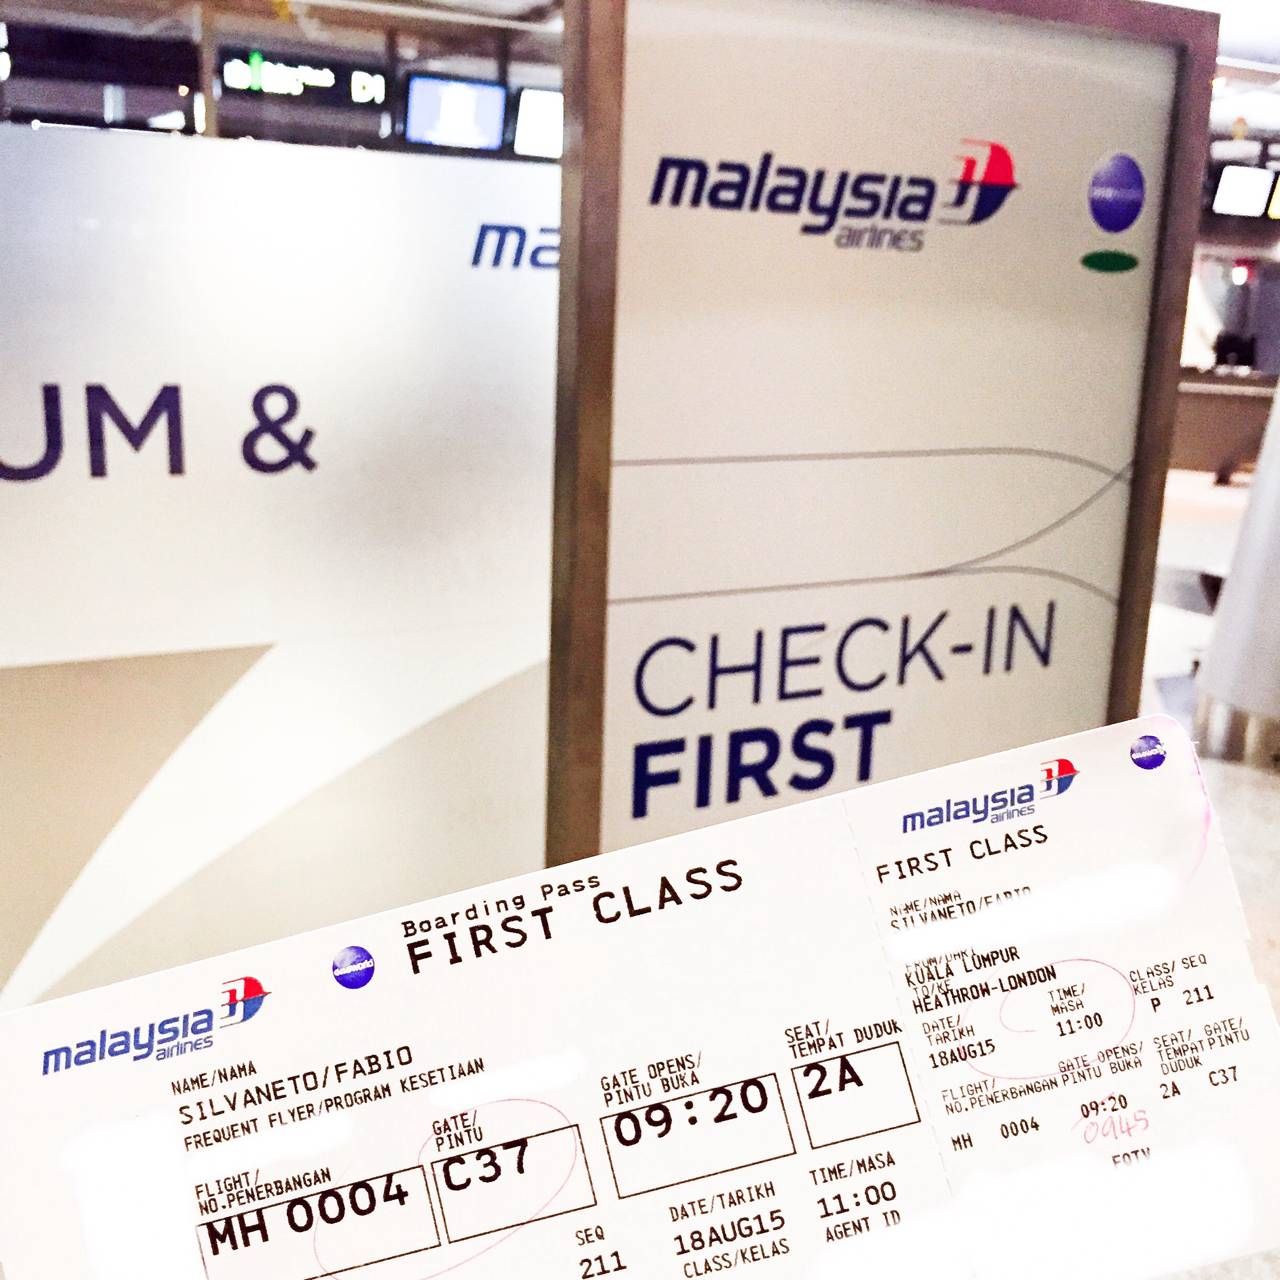 D1
ma
UM &
malaysia
airlines
CHECK-IN
FIRST
Boarding Pass
FIRST CLASS
oneworld
malaysia
airlines
NAME/NAMA
SILVANETO/FABIO
FREQUENT FLYER/PROGRAM KESETIAAN
FLIGHT/
NO.PENERBANGAN
MH 0004
GATE/
PINTU
C37
GATE OPENS/
PINTU BUKA
09:20
SEAT/
TEMPAT DUDUK
2A
SEQ
211
DATE/TARIKH
18AUG15
CLASS/KELAS
TIME/MASA
11:00
AGENT ID
malaysia
airlines
FIRST CLASS
NAME/NAMA
SILVANETO/FABIO
KUALA LUMPUR
TO/KE
HEATHROW-LONDON
DATE/
TARIKH
18AUG15
TIME/
MASA
11:00
CLASS/
KELAS
P
SEQ
211
FLIGHT/
NO.PENERBANGAN
MH 0004
GATE OPENS/
PINTU BUKA
09:20
0945
SEAT/
TEMPAT
DUDUK
2A
GATE/
PINTU
C37